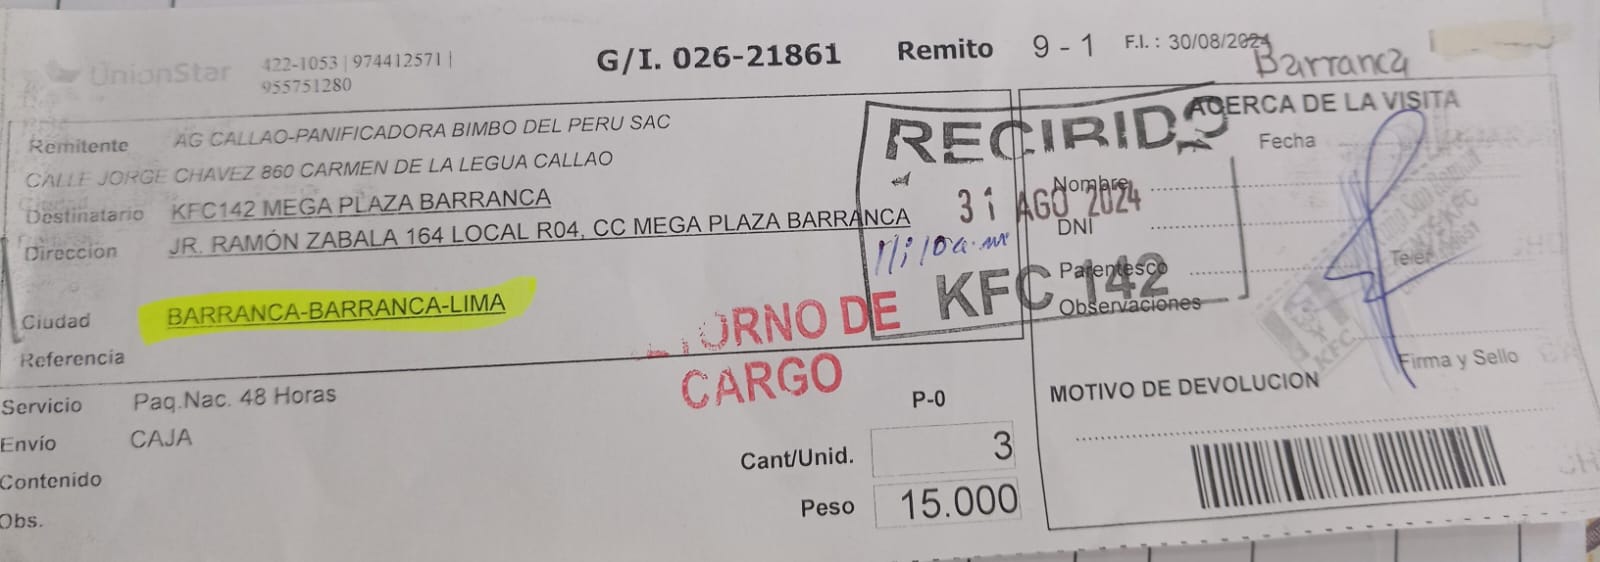 UnionStar
422-1053 | 974412571 |
955751280
G/I. 026-21861 Remito 9 - 1 F.I. : 30/08/2024
Barranca
Remitente AG CALLAO-PANIFICADORA BIMBO DEL PERU SAC
CALLE JORGE CHAVEZ 860 CARMEN DE LA LEGUA CALLAO
Destinatario KFC142 MEGA PLAZA BARRANCA
Direccion JR. RAMÓN ZABALA 164 LOCAL R04, CC MEGA PLAZA BARRANCA
Ciudad BARRANCA-BARRANCA-LIMA
Referencia
RECIBIDO
31 AGO 2024
KFC 142
ORNO DE
CARGO
ACERCA DE LA VISITA
Fecha
Nombre
DNI
Telef
Parentesco
Observaciones
KFC
Firma y Sello
MOTIVO DE DEVOLUCION
Servicio Paq.Nac. 48 Horas
Envío CAJA
Contenido
Obs.
P-0
Cant/Unid. 3
Peso 15.000